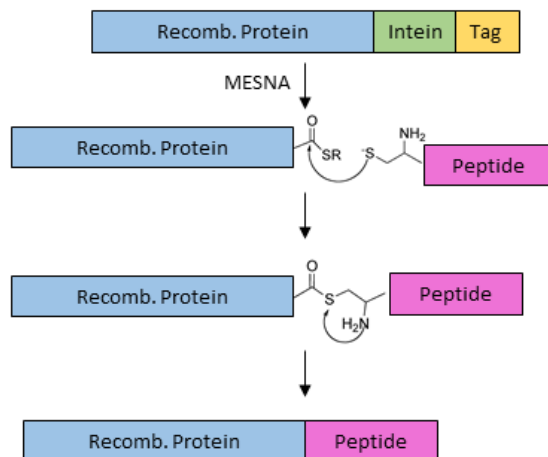 Recomb. Protein Intein Tag
MESNA
O
NH₂
Recomb. Protein SR ⁻S Peptide
O
Recomb. Protein S H₂N Peptide
Recomb. Protein Peptide